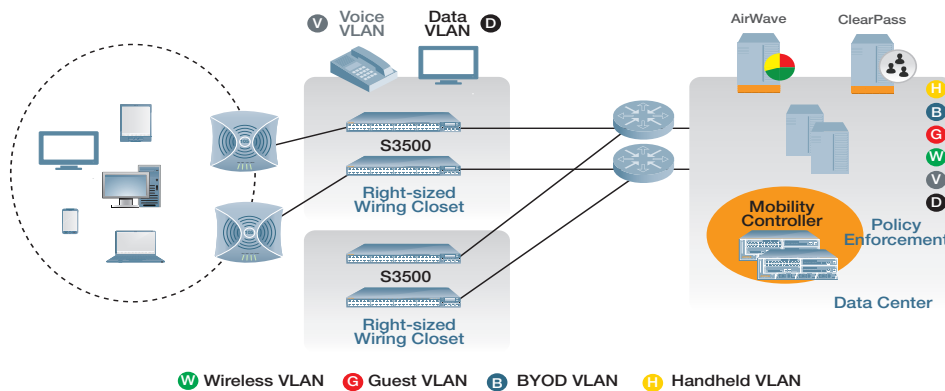 V Voice VLAN
Data VLAN D
AirWave
ClearPass
H
B
G
W
V
D
S3500
Right-sized
Wiring Closet
S3500
Right-sized
Wiring Closet
Mobility
Controller
Policy
Enforcement
Data Center
W Wireless VLAN G Guest VLAN B BYOD VLAN H Handheld VLAN